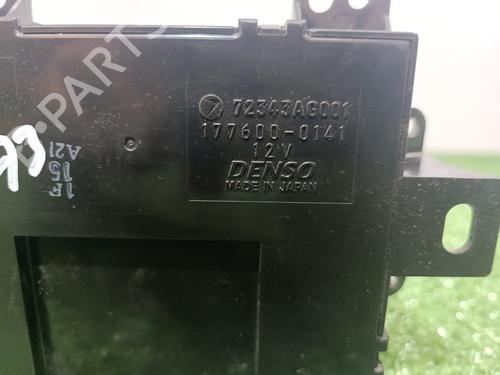 72343AG001
177600-0141
12V
DENSO
MADE IN JAPAN
1F
15
A21
B-PARTS